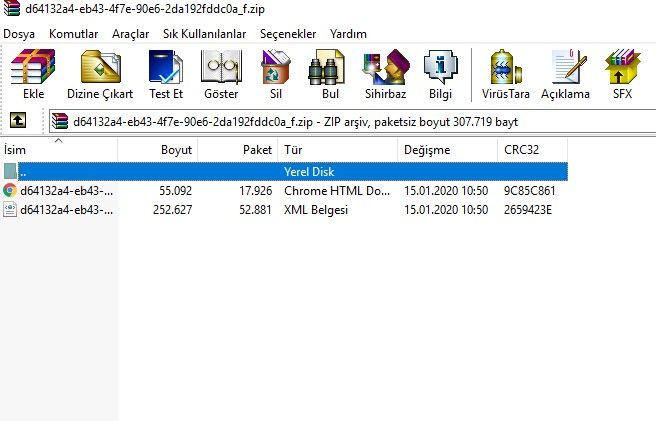 d64132a4-eb43-4f7e-90e6-2da192fddc0a_f.zip
Dosya Komutlar Araçlar Sık Kullanılanlar Seçenekler Yardım
Ekle Dizine Çıkart Test Et Göster Sil Bul Sihirbaz Bilgi VirüsTara Açıklama SFX
d64132a4-eb43-4f7e-90e6-2da192fddc0a_f.zip - ZIP arşiv, paketsiz boyut 307.719 bayt
İsim Boyut Paket Tür Değişme CRC32
.. Yerel Disk
d64132a4-eb43-... 55.092 17.926 Chrome HTML Do... 15.01.2020 10:50 9C85C861
d64132a4-eb43-... 252.627 52.881 XML Belgesi 15.01.2020 10:50 2659423E